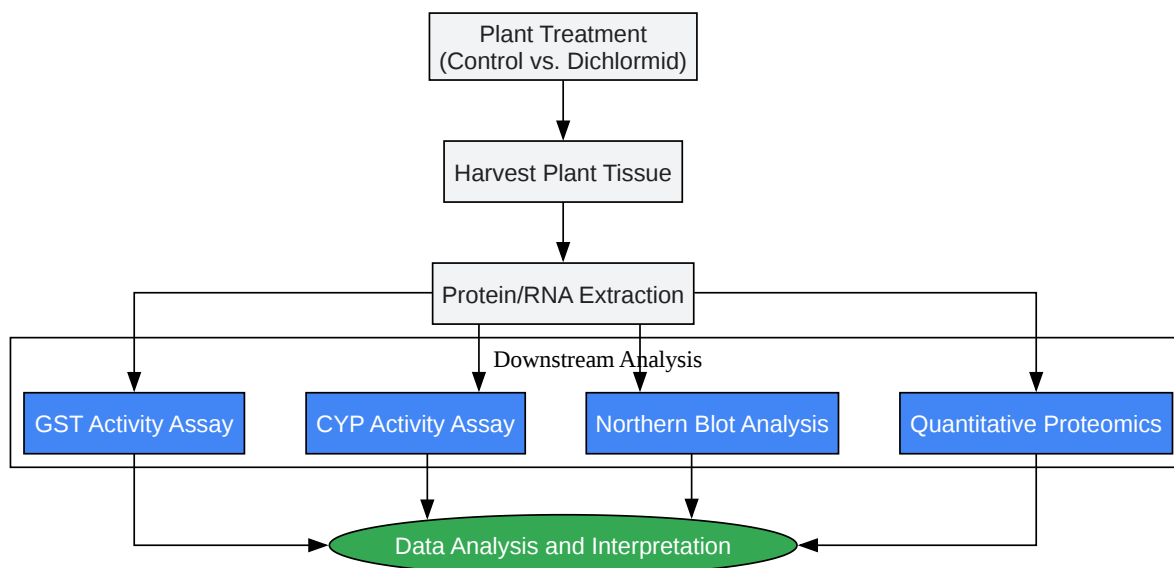 Plant Treatment
(Control vs. Dichlormid)
Harvest Plant Tissue
Protein/RNA Extraction
Downstream Analysis
GST Activity Assay
CYP Activity Assay
Northern Blot Analysis
Quantitative Proteomics
Data Analysis and Interpretation